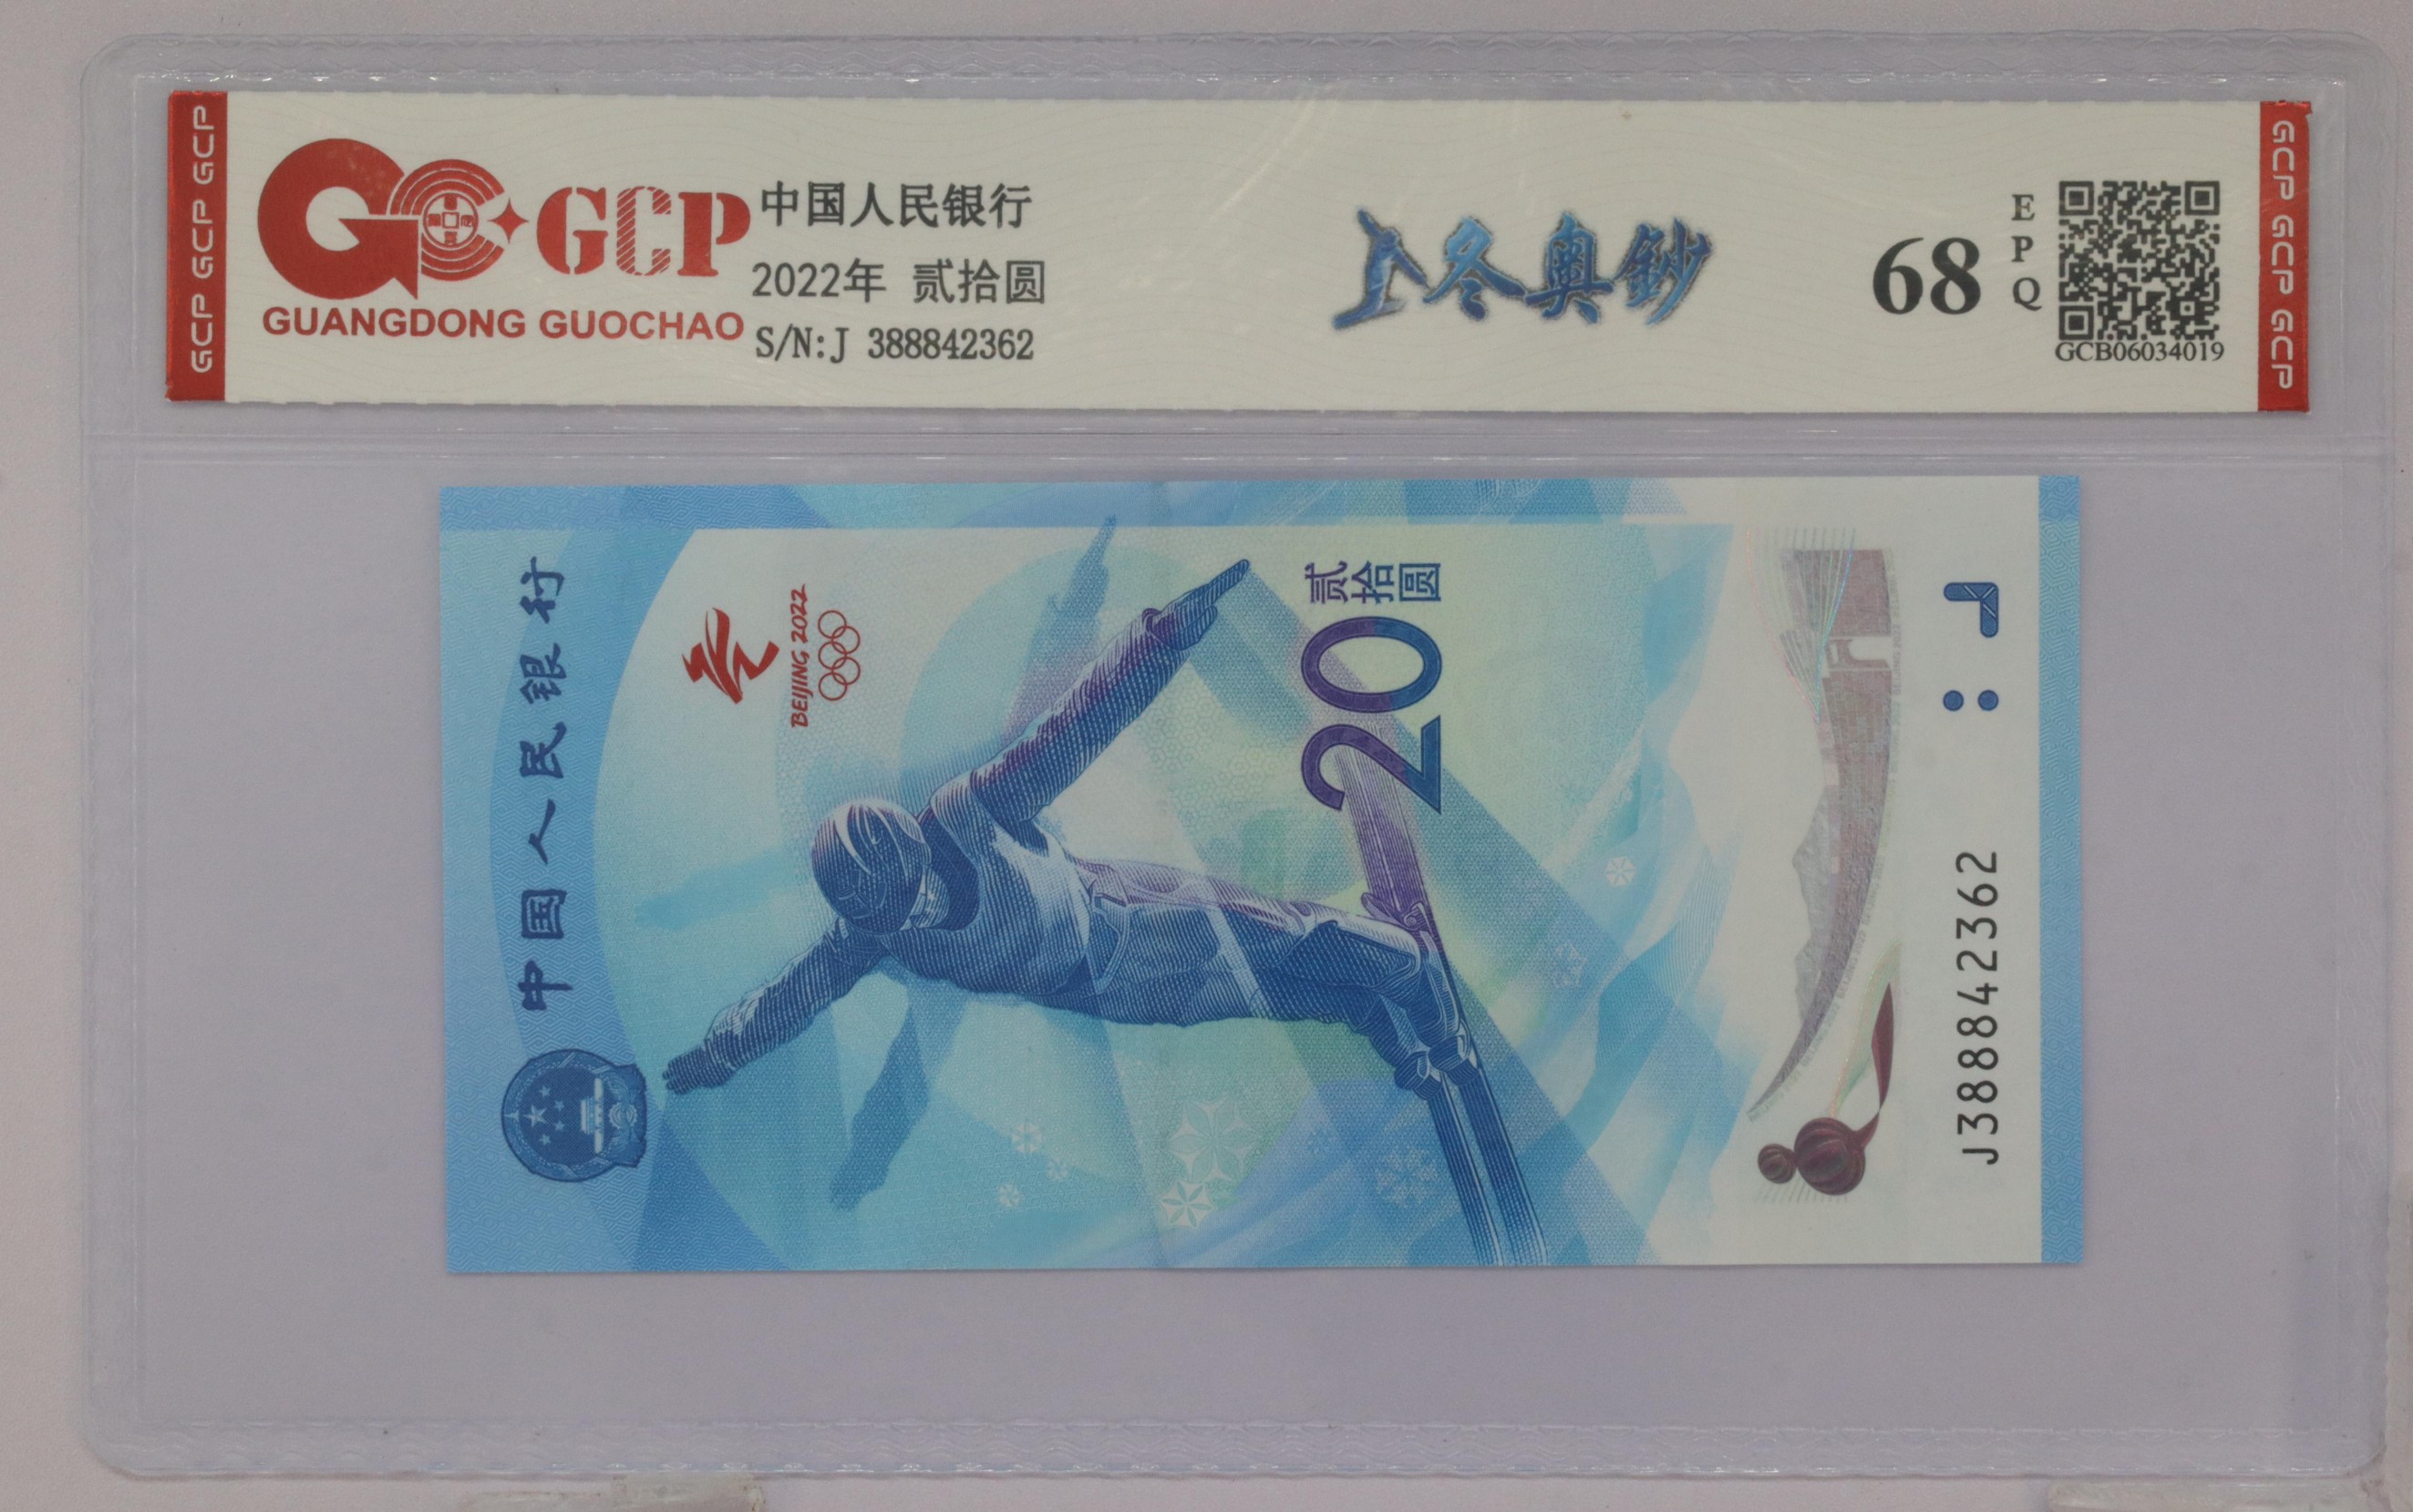 GCP GCP GCP
GCP
GUANGDONG GUOCHAO
中国人民银行
2022年 贰拾圆
S/N:J 388842362
冬奥鈔
68
EPQ
GCB06034019
GCP GCP GCP
中国人民银行
BEIJING 2022
贰拾圆
20
J388842362